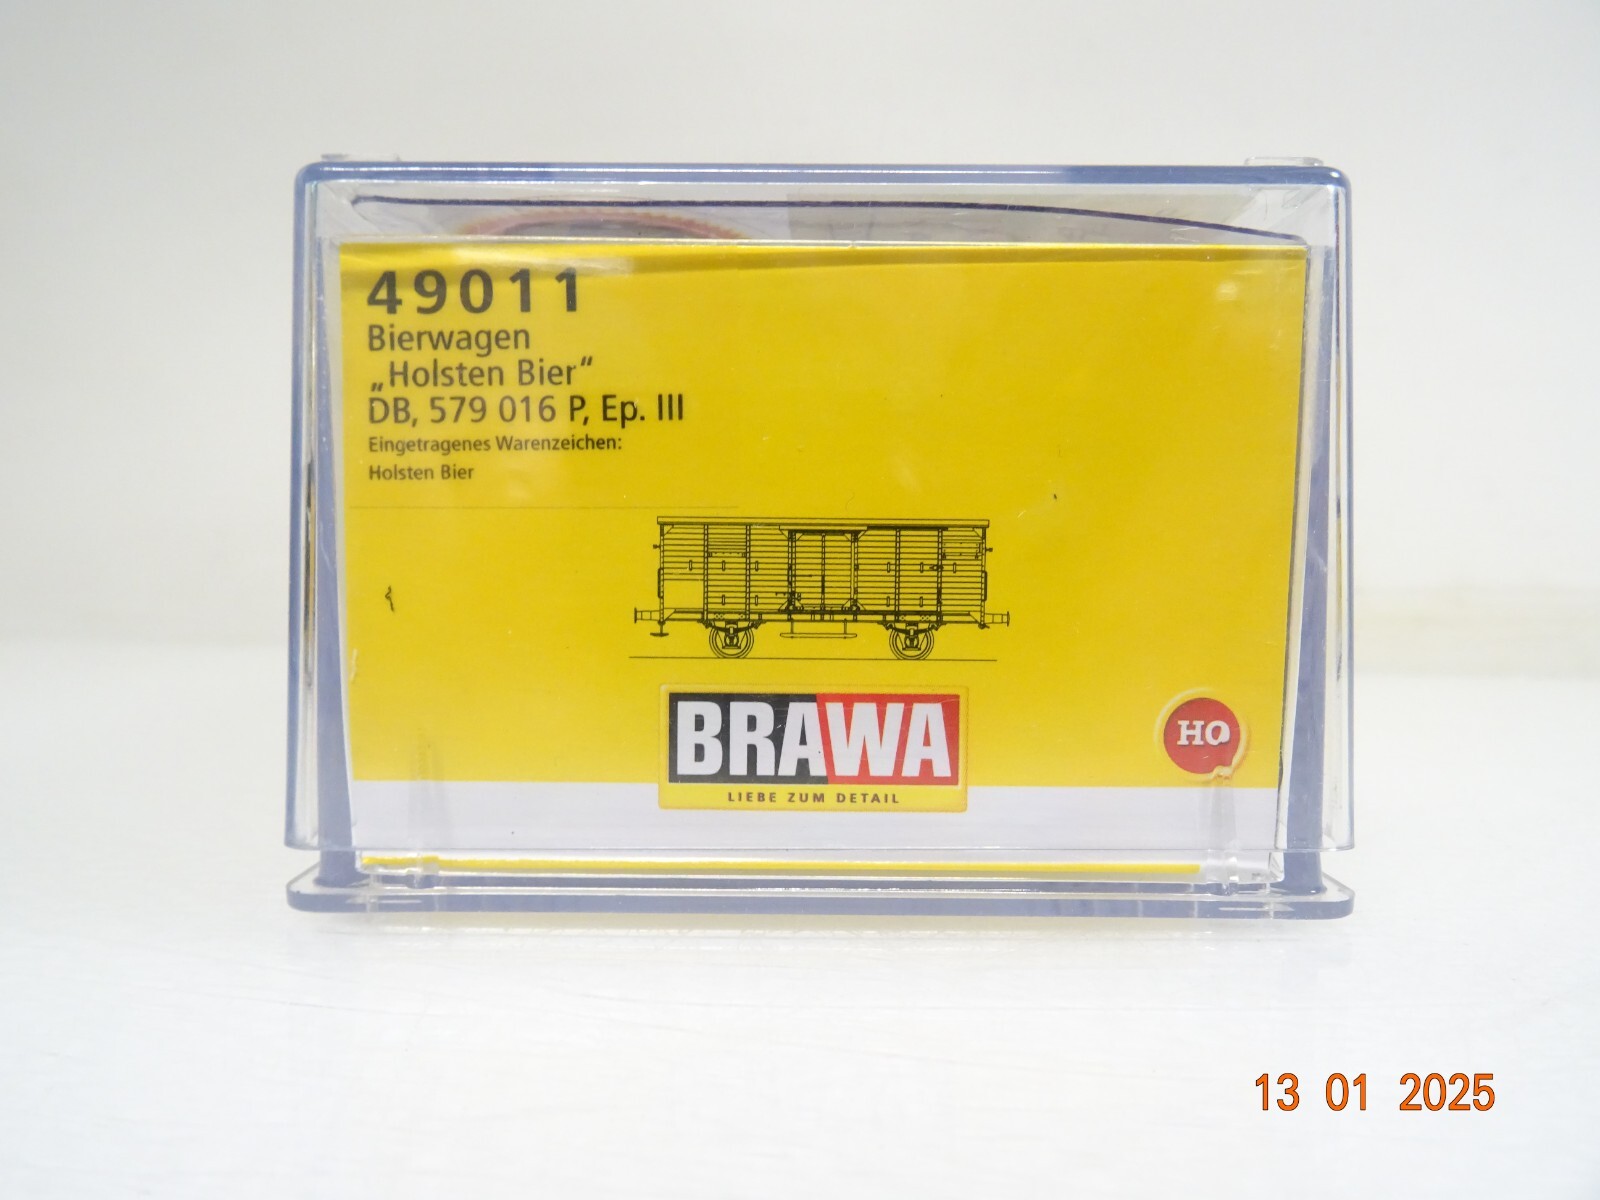 49011
Bierwagen
„Holsten Bier“
DB, 579 016 P, Ep. III
Eingetragenes Warenzeichen:
Holsten Bier
BRAWA
LIEBE ZUM DETAIL
HO
13 01 2025